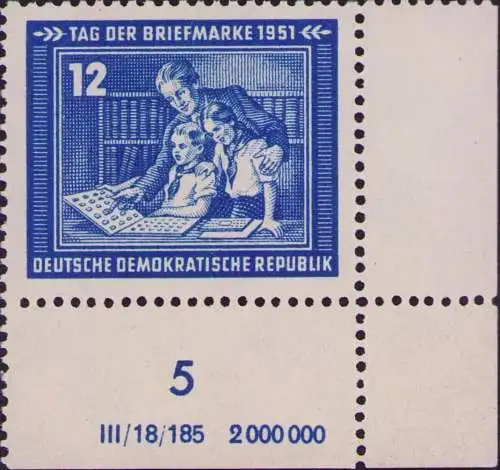 TAG DER BRIEFMARKE 1951
12
DEUTSCHE DEMOKRATISCHE REPUBLIK
5
III/18/185 2000000